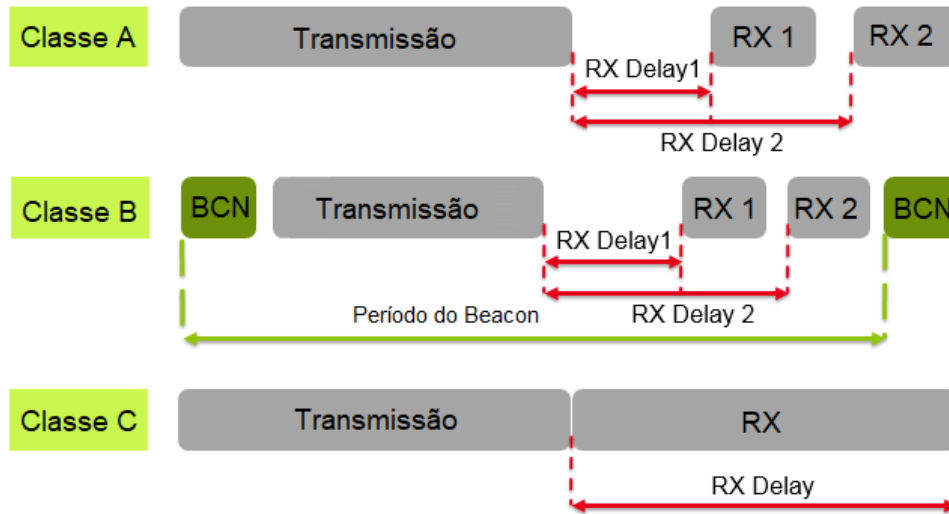 Classe A
Transmissão
RX 1
RX 2
RX Delay1
RX Delay 2
Classe B
BCN
Transmissão
RX 1
RX 2
BCN
RX Delay1
Período do Beacon
RX Delay 2
Classe C
Transmissão
RX
RX Delay